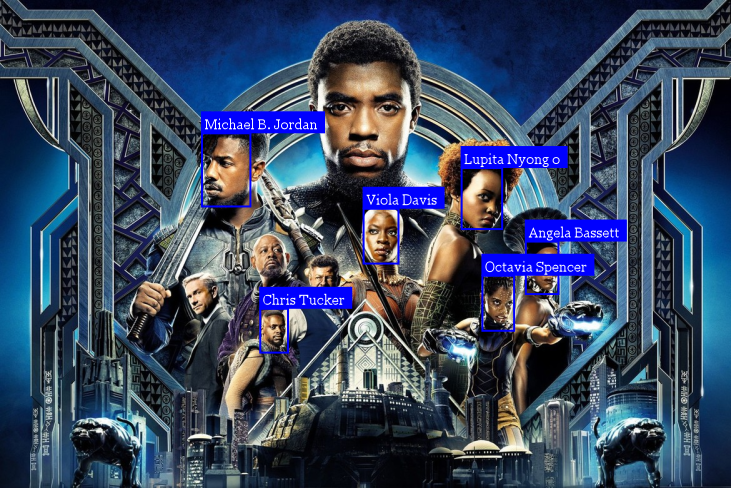 Michael B. Jordan
Lupita Nyong o
Viola Davis
Angela Bassett
Octavia Spencer
Chris Tucker